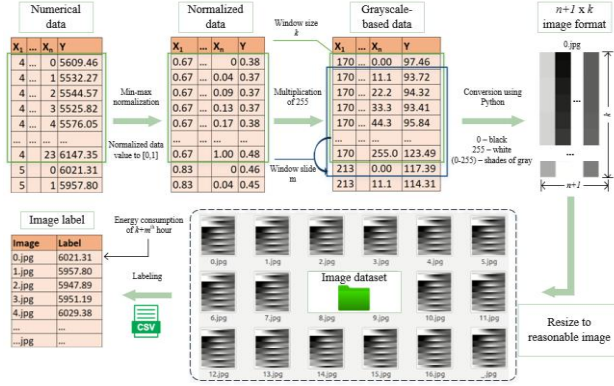 Numerical
data
X1 ... Xn Y
4 0 5609.46
4 1 5532.27
4 2 5544.57
4 3 5525.82
4 4 5576.05
... ...
4 23 6147.35
5 0 6021.31
5 1 5957.80
Min-max
normalization
Normalized data
value to [0,1]
Normalized
data
X1 ... Xn Y
0.67 0 0.38
0.67 0.04 0.37
0.67 0.09 0.37
0.67 0.13 0.37
0.67 0.17 0.38
... ...
0.67 1.00 0.48
0.83 0 0.46
0.83 0.04 0.45
Window size
k
Multiplication
of 255
Window slide
m
Grayscale-
based data
X1 ... Xn Y
170 0.00 97.46
170 11.1 93.72
170 22.2 94.32
170 33.3 93.41
170 44.3 95.84
... ...
170 255.0 123.49
213 0.00 117.39
213 11.1 114.31
Conversion using
Python
0 – black
255 – white
(0-255) – shades of gray
n+1 x k
image format
0.jpg
...
...
k
n+1
Resize to
reasonable image
Image dataset
0.jpg 1.jpg 2.jpg 3.jpg 4.jpg 5.jpg
6.jpg 7.jpg 8.jpg 9.jpg 10.jpg 11.jpg
12.jpg 13.jpg 14.jpg 15.jpg 16.jpg ...jpg
Labeling
CSV
Energy consumption
of k+mth hour
Image label
Image Label
0.jpg 6021.31
1.jpg 5957.80
2.jpg 5947.89
3.jpg 5951.19
4.jpg 6029.38
... ...
...jpg